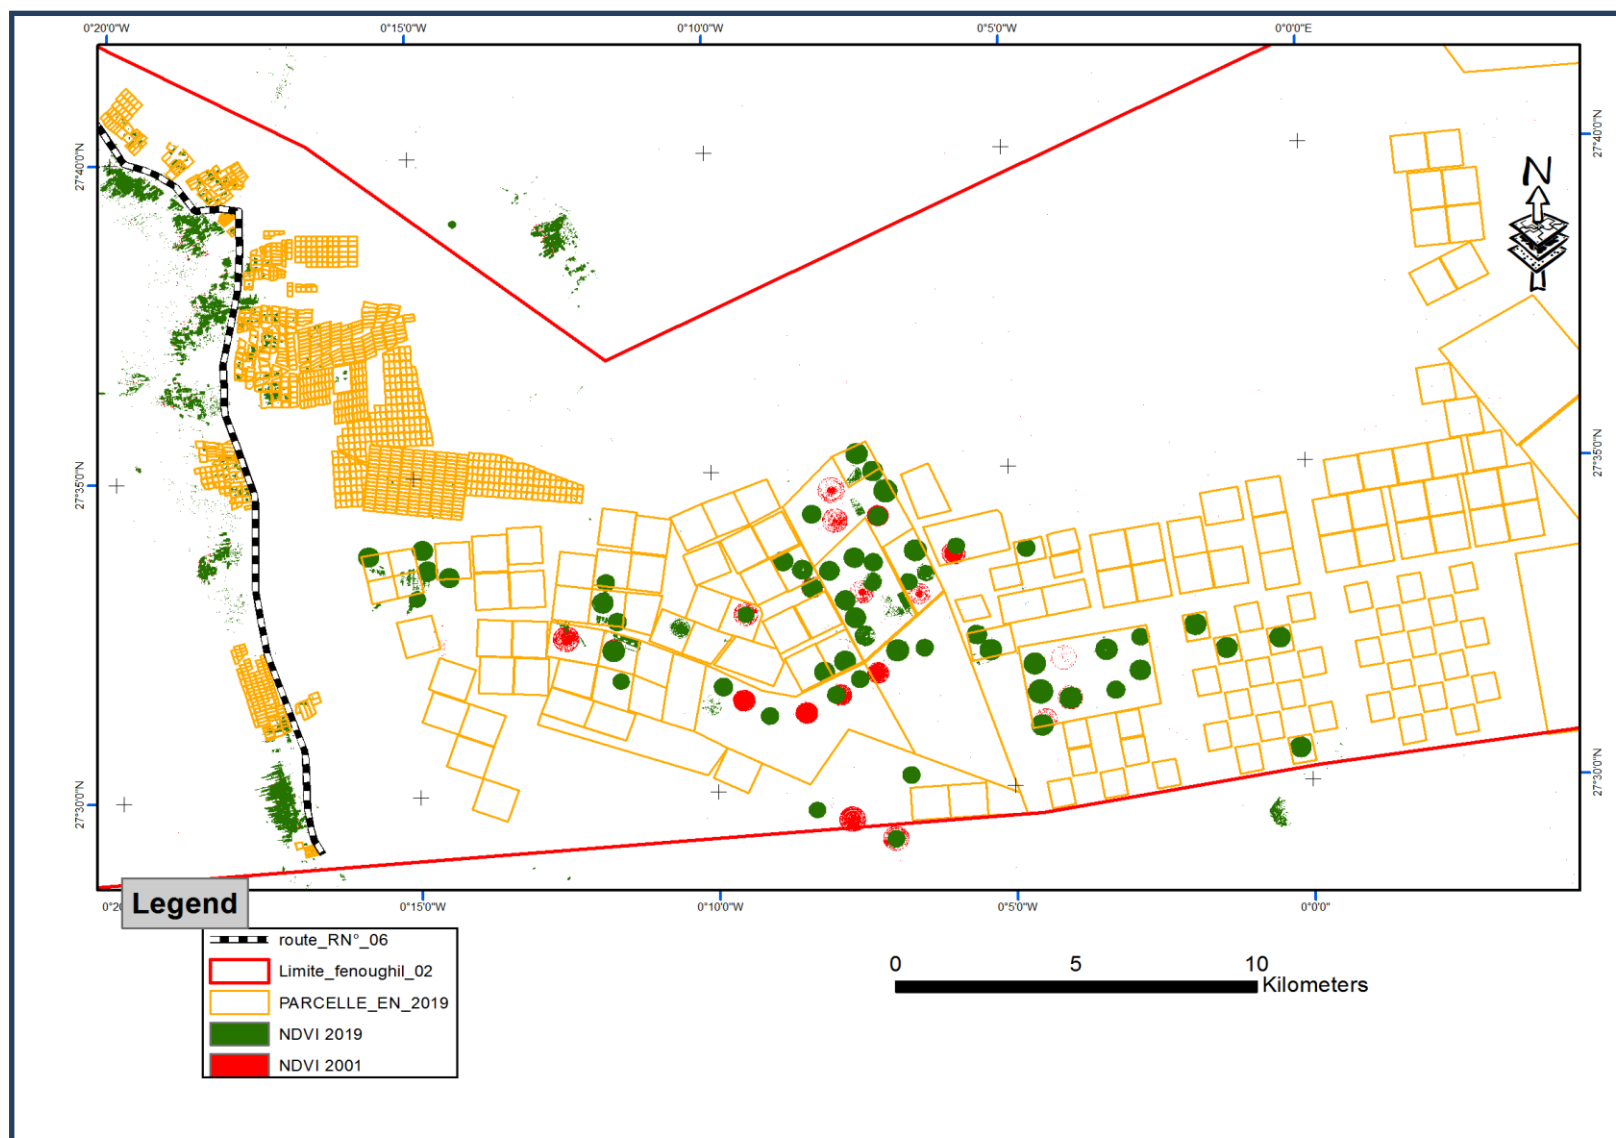 0°20'0"W 0°15'0"W 0°10'0"W 0°5'0"W 0°0'0"E
N
27°40'0"N 27°40'0"N
27°35'0"N 27°35'0"N
27°30'0"N 27°30'0"N
0°20 0°15'0"W 0°10'0"W 0°5'0"W 0°0'0"
Legend
route_RN°_06
Limite_fenoughil_02
PARCELLE_EN_2019
NDVI 2019
NDVI 2001
0 5 10
Kilometers